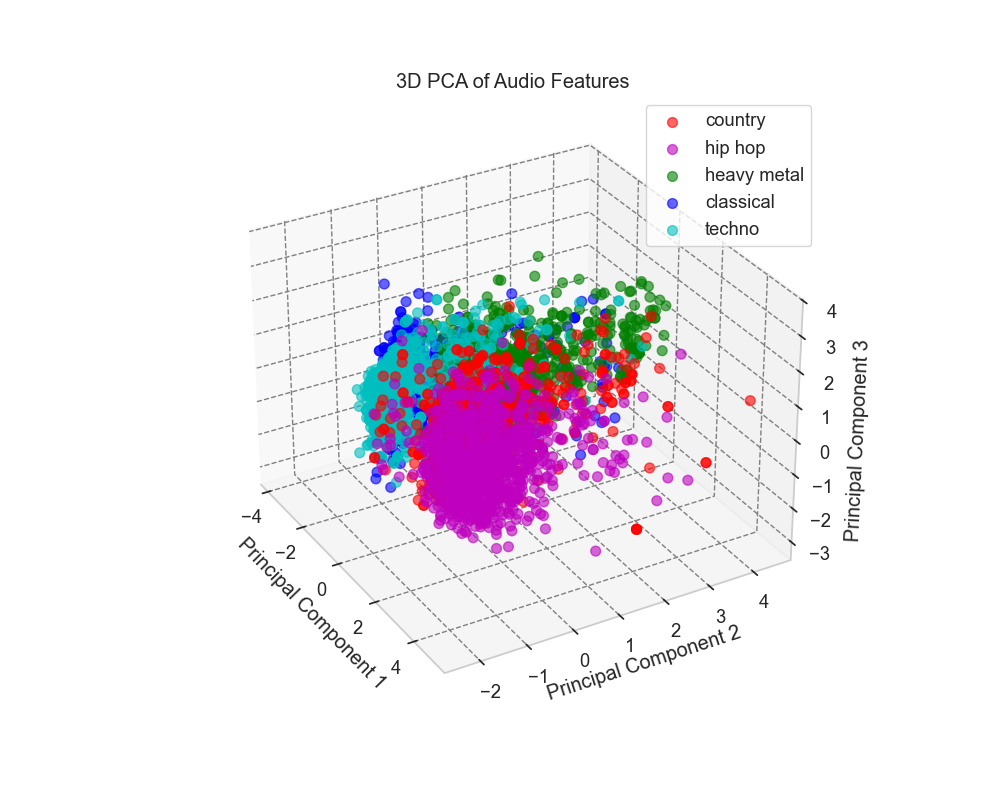 3D PCA of Audio Features
country
hip hop
heavy metal
classical
techno
4
3
2
1
0
−1
−2
−3
Principal Component 3
−4
−2
0
2
4
Principal Component 1
−2
−1
0
1
2
3
4
Principal Component 2